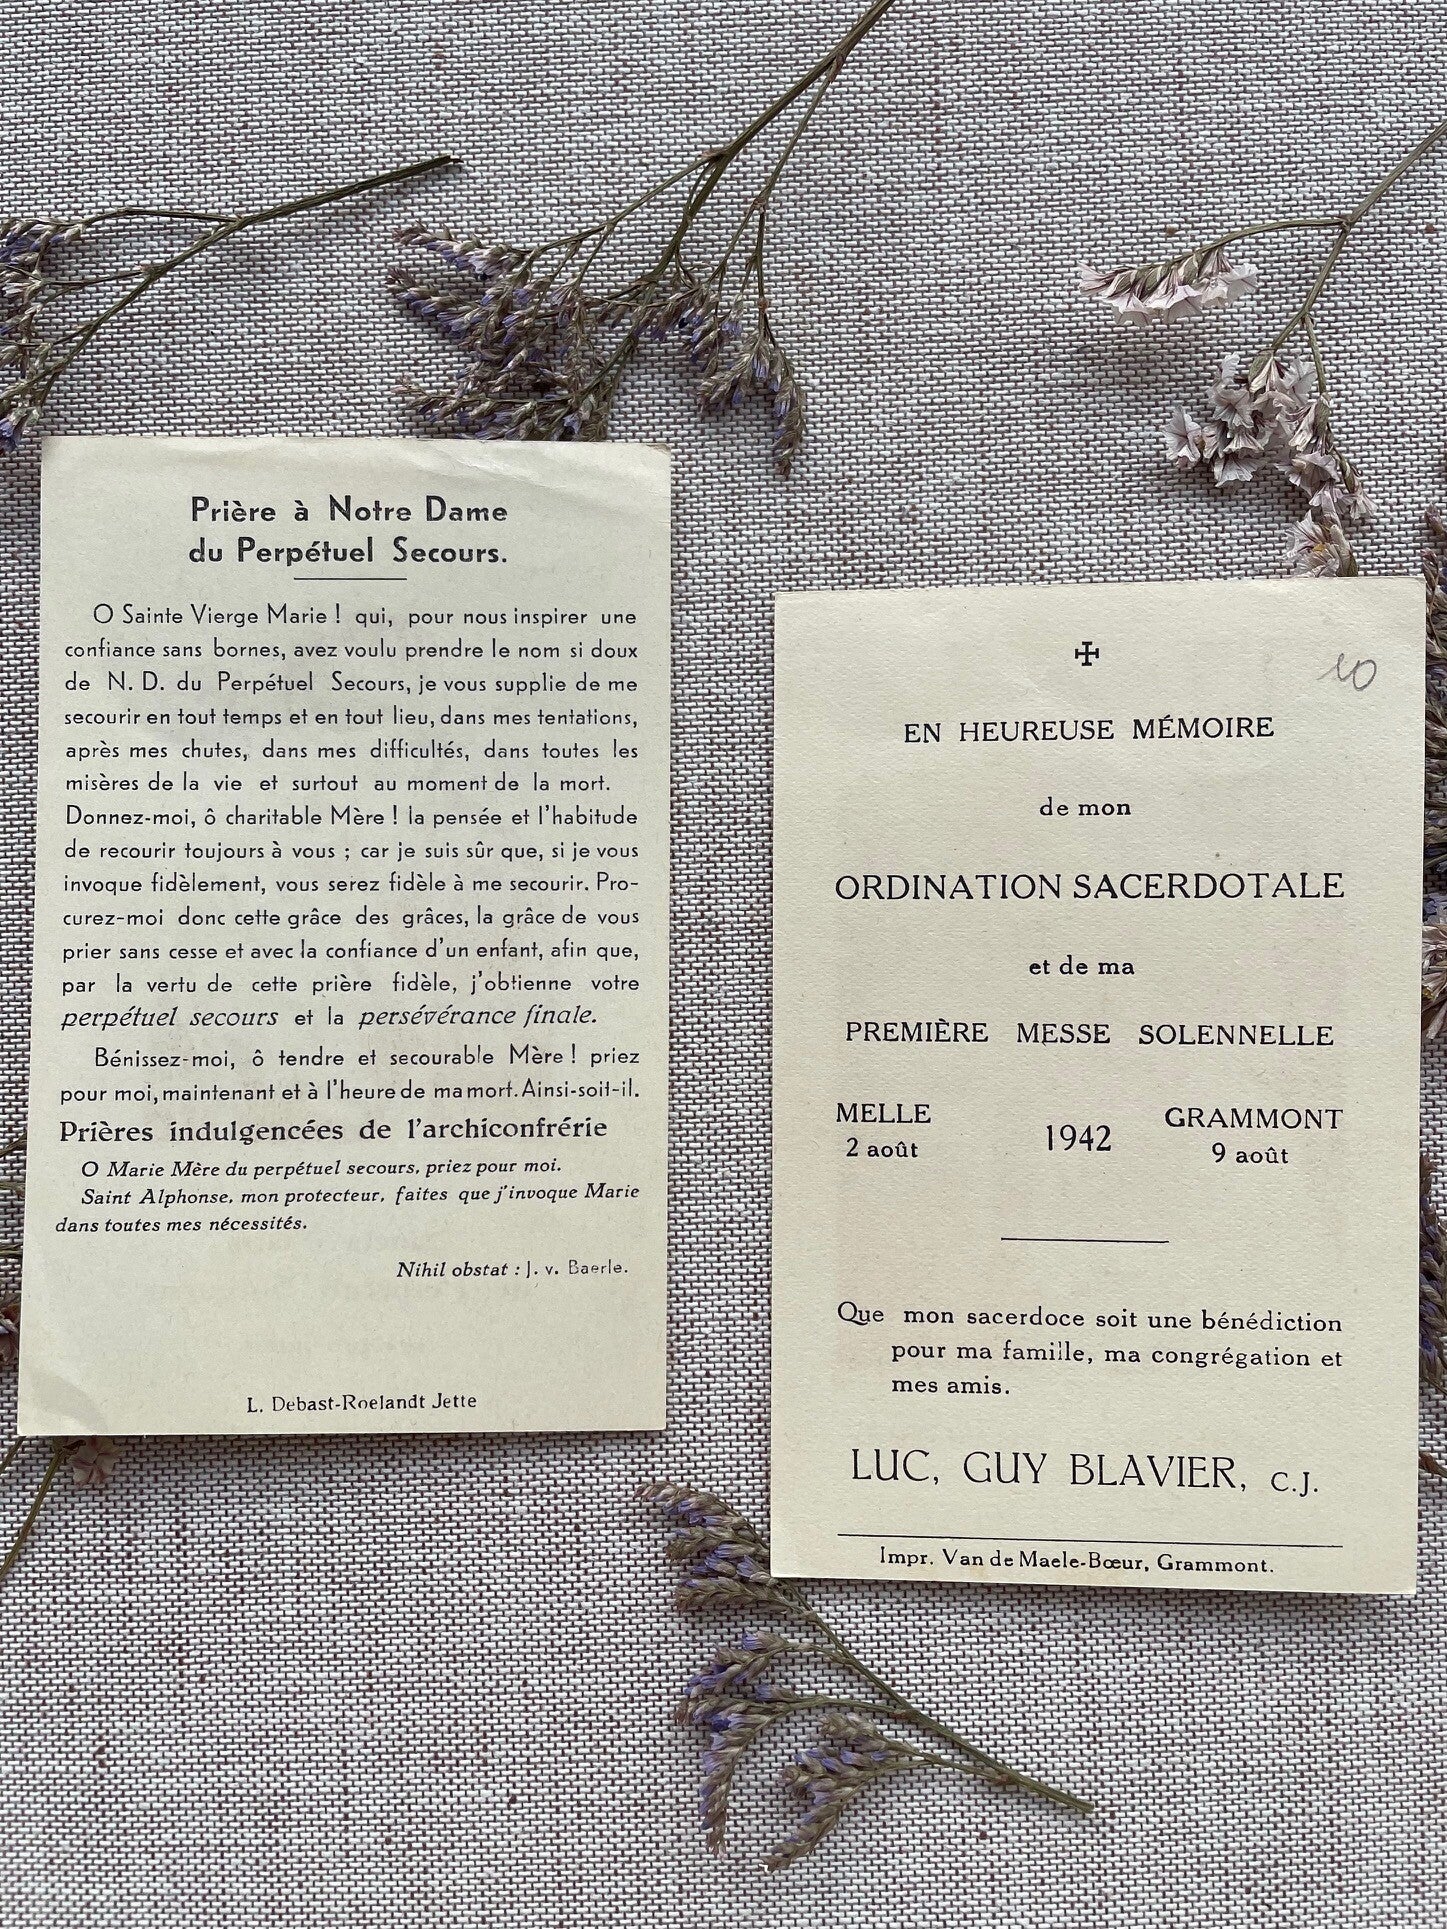 Prière à Notre Dame
du Perpétuel Secours.
O Sainte Vierge Marie ! qui, pour nous inspirer une
confiance sans bornes, avez voulu prendre le nom si doux
de N. D. du Perpétuel Secours, je vous supplie de me
secourir en tout temps et en tout lieu, dans mes tentations,
après mes chutes, dans mes difficultés, dans toutes les
misères de la vie et surtout au moment de la mort.
Donnez-moi, ô charitable Mère ! la pensée et l'habitude
de recourir toujours à vous ; car je suis sûr que, si je vous
invoque fidèlement, vous serez fidèle à me secourir. Pro-
curez-moi donc cette grâce des grâces, la grâce de vous
prier sans cesse et avec la confiance d'un enfant, afin que,
par la vertu de cette prière fidèle, j'obtienne votre
perpétuel secours et la persévérance finale.
Bénissez-moi, ô tendre et secourable Mère ! priez
pour moi, maintenant et à l'heure de ma mort. Ainsi-soit-il.
Prières indulgencées de l'archiconfrérie
O Marie Mère du perpétuel secours, priez pour moi.
Saint Alphonse, mon protecteur, faites que j'invoque Marie
dans toutes mes nécessités.
Nihil obstat : J. v. Baerle.
L. Debast-Roelandt Jette
10
EN HEUREUSE MÉMOIRE
de mon
ORDINATION SACERDOTALE
et de ma
PREMIÈRE MESSE SOLENNELLE
MELLE 1942 GRAMMONT
2 août 9 août
Que mon sacerdoce soit une bénédiction
pour ma famille, ma congrégation et
mes amis.
LUC, GUY BLAVIER, C.J.
Impr. Van de Maele-Bœur, Grammont.